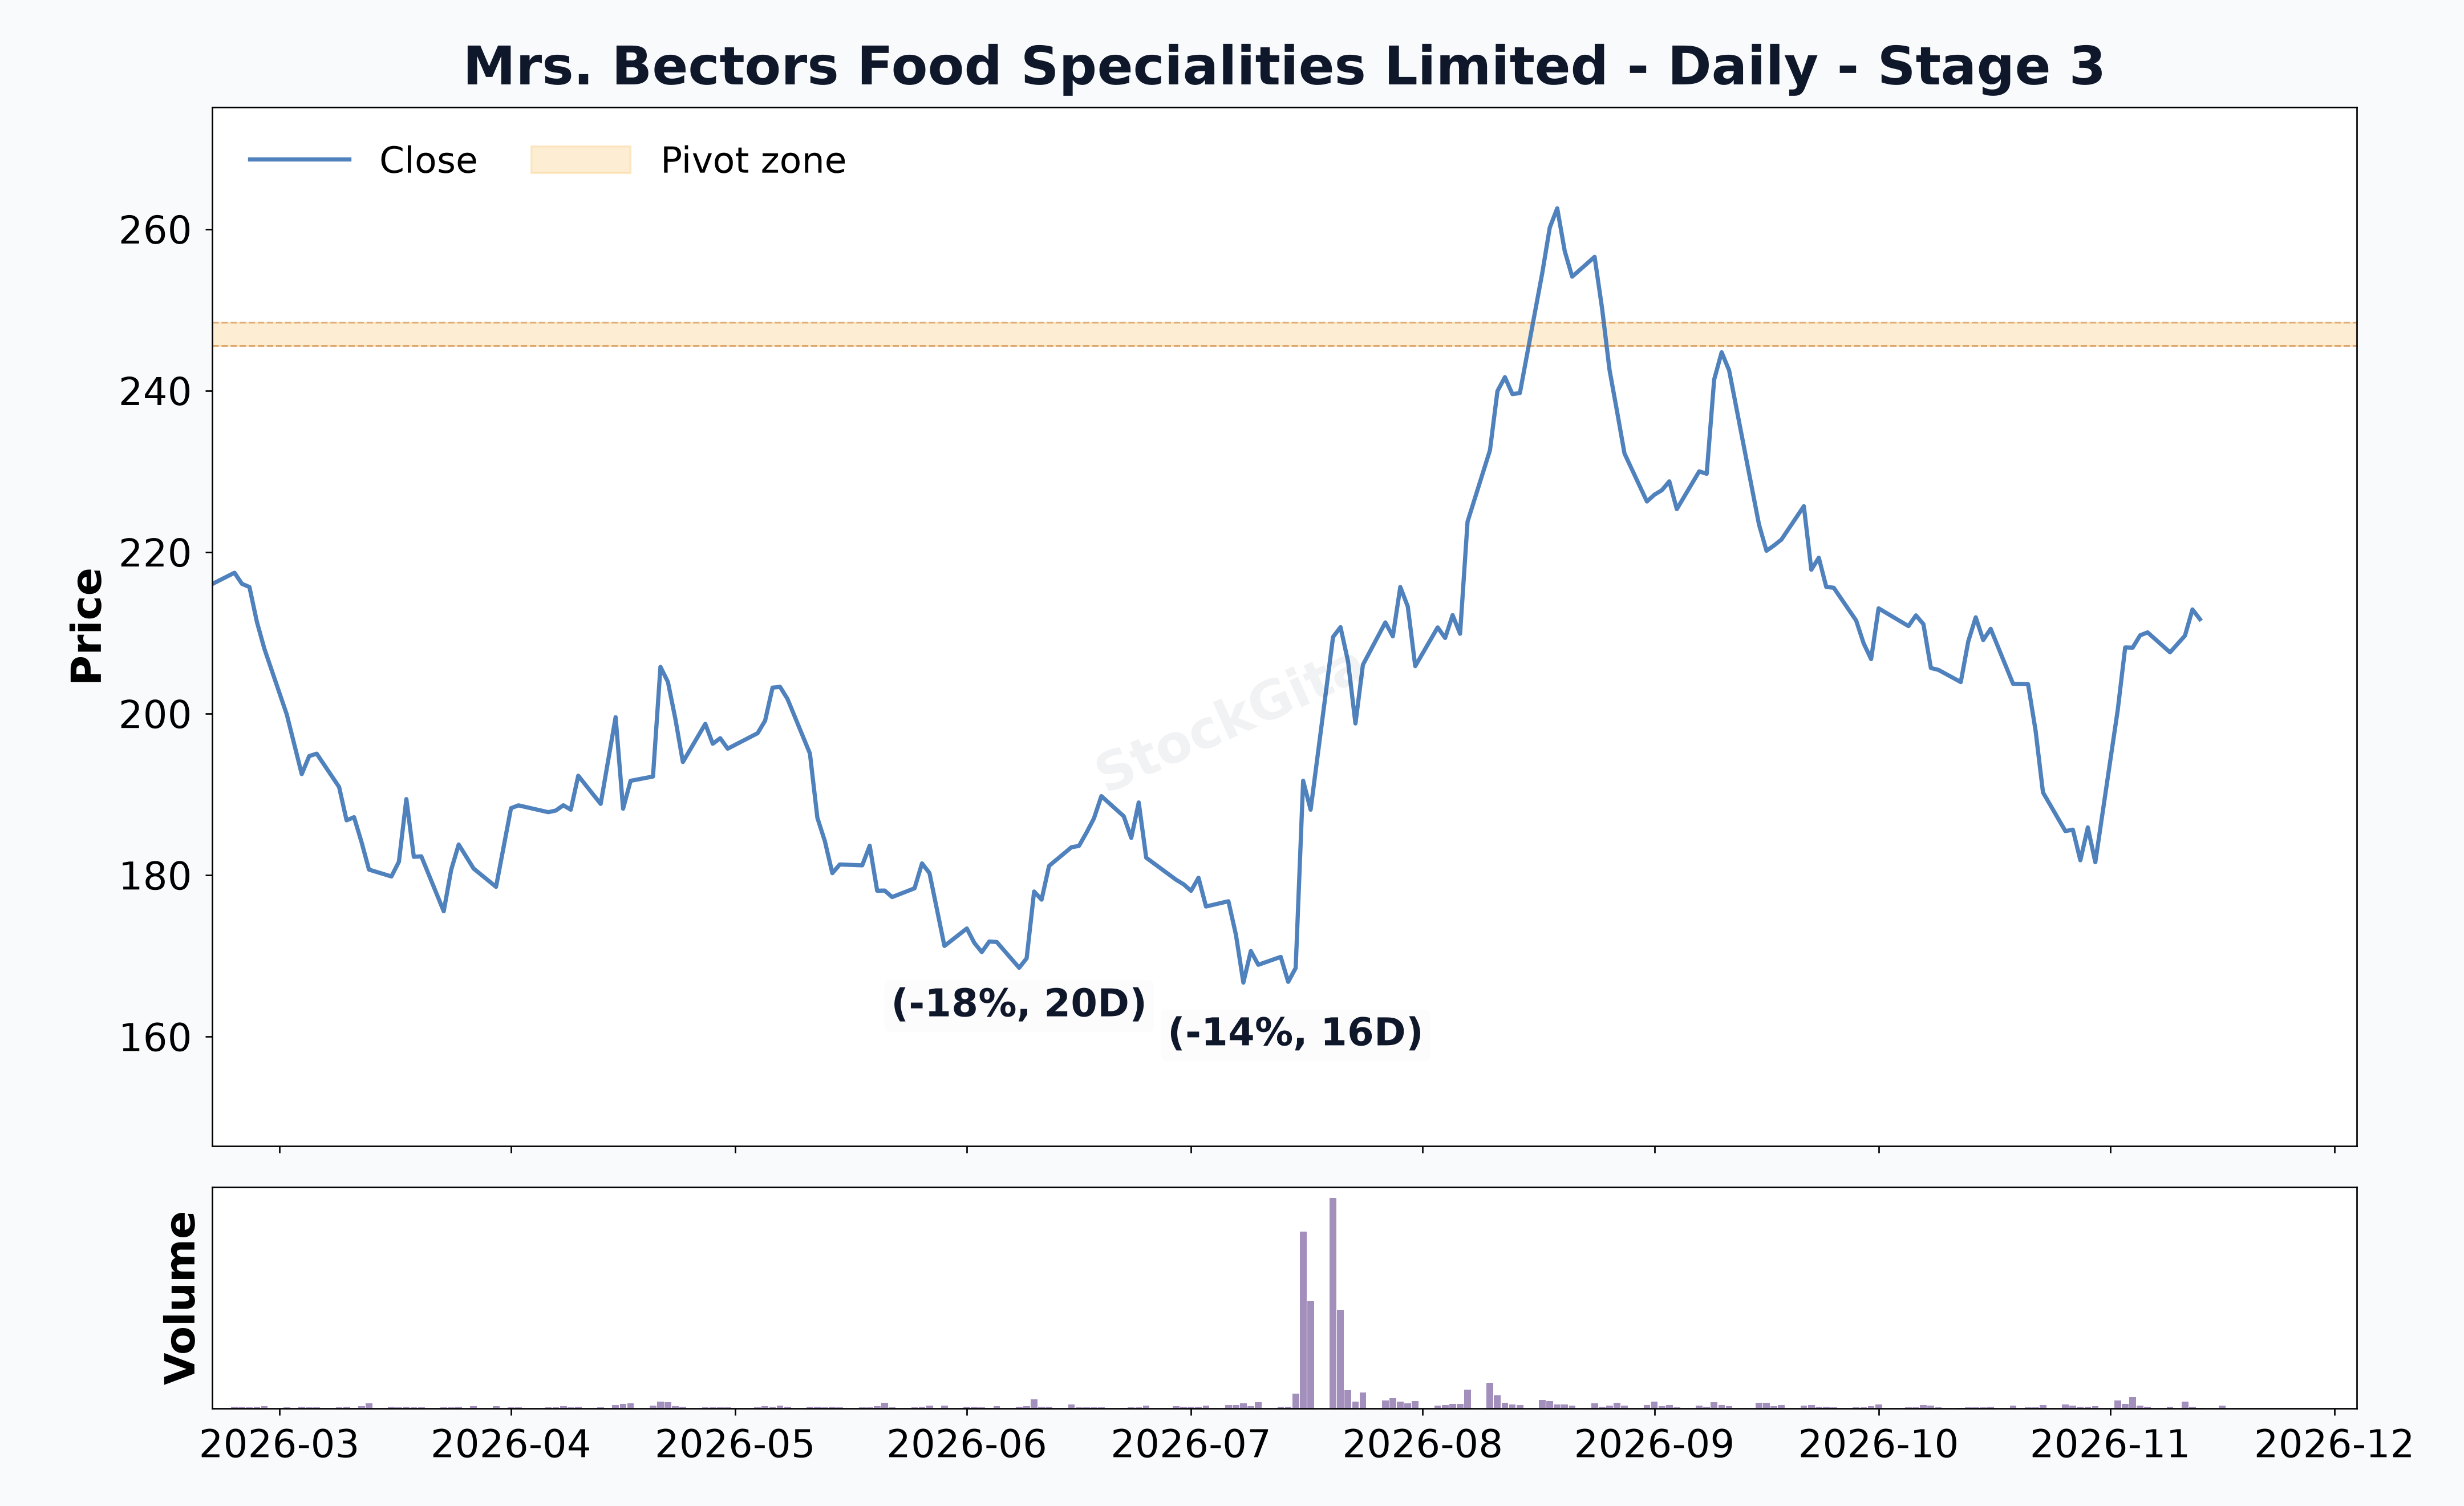 Mrs. Bectors Food Specialities Limited - Daily - Stage 3
Close
Pivot zone
Price
260
240
220
200
180
160
StockGita
(-18%, 20D)
(-14%, 16D)
Volume
2026-03
2026-04
2026-05
2026-06
2026-07
2026-08
2026-09
2026-10
2026-11
2026-12